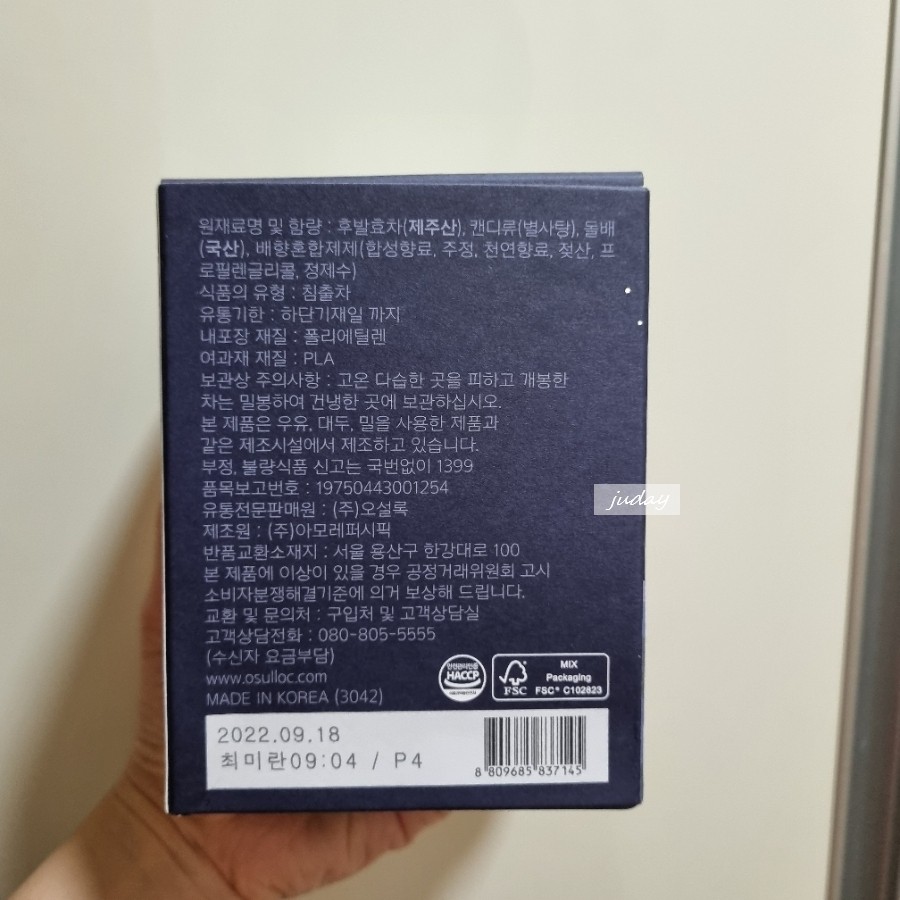 원재료명 및 함량 : 후발효차(제주산), 캔디류(별사탕), 돌배
(국산), 배향혼합제제(합성향료, 주정, 천연향료, 젖산, 프
로필렌글리콜, 정제수)
식품의 유형 : 침출차
유통기한 : 하단기재일 까지
내포장 재질 : 폴리에틸렌
여과재 재질 : PLA
보관상 주의사항 : 고온 다습한 곳을 피하고 개봉한
차는 밀봉하여 건냉한 곳에 보관하십시오.
본 제품은 우유, 대두, 밀을 사용한 제품과
같은 제조시설에서 제조하고 있습니다.
부정, 불량식품 신고는 국번없이 1399
품목보고번호 : 19750443001254
유통전문판매원 : (주)오설록
제조원 : (주)아모레퍼시픽
반품교환소재지 : 서울 용산구 한강대로 100
본 제품에 이상이 있을 경우 공정거래위원회 고시
소비자분쟁해결기준에 의거 보상해 드립니다.
교환 및 문의처 : 구입처 및 고객상담실
고객상담전화 : 080-805-5555
(수신자 요금부담)
www.osulloc.com
MADE IN KOREA (3042)
안전관리인증
HACCP
FSC
MIX
Packaging
FSC® C102823
2022.09.18
최미란09:04 / P4
8 809685 837145
juday